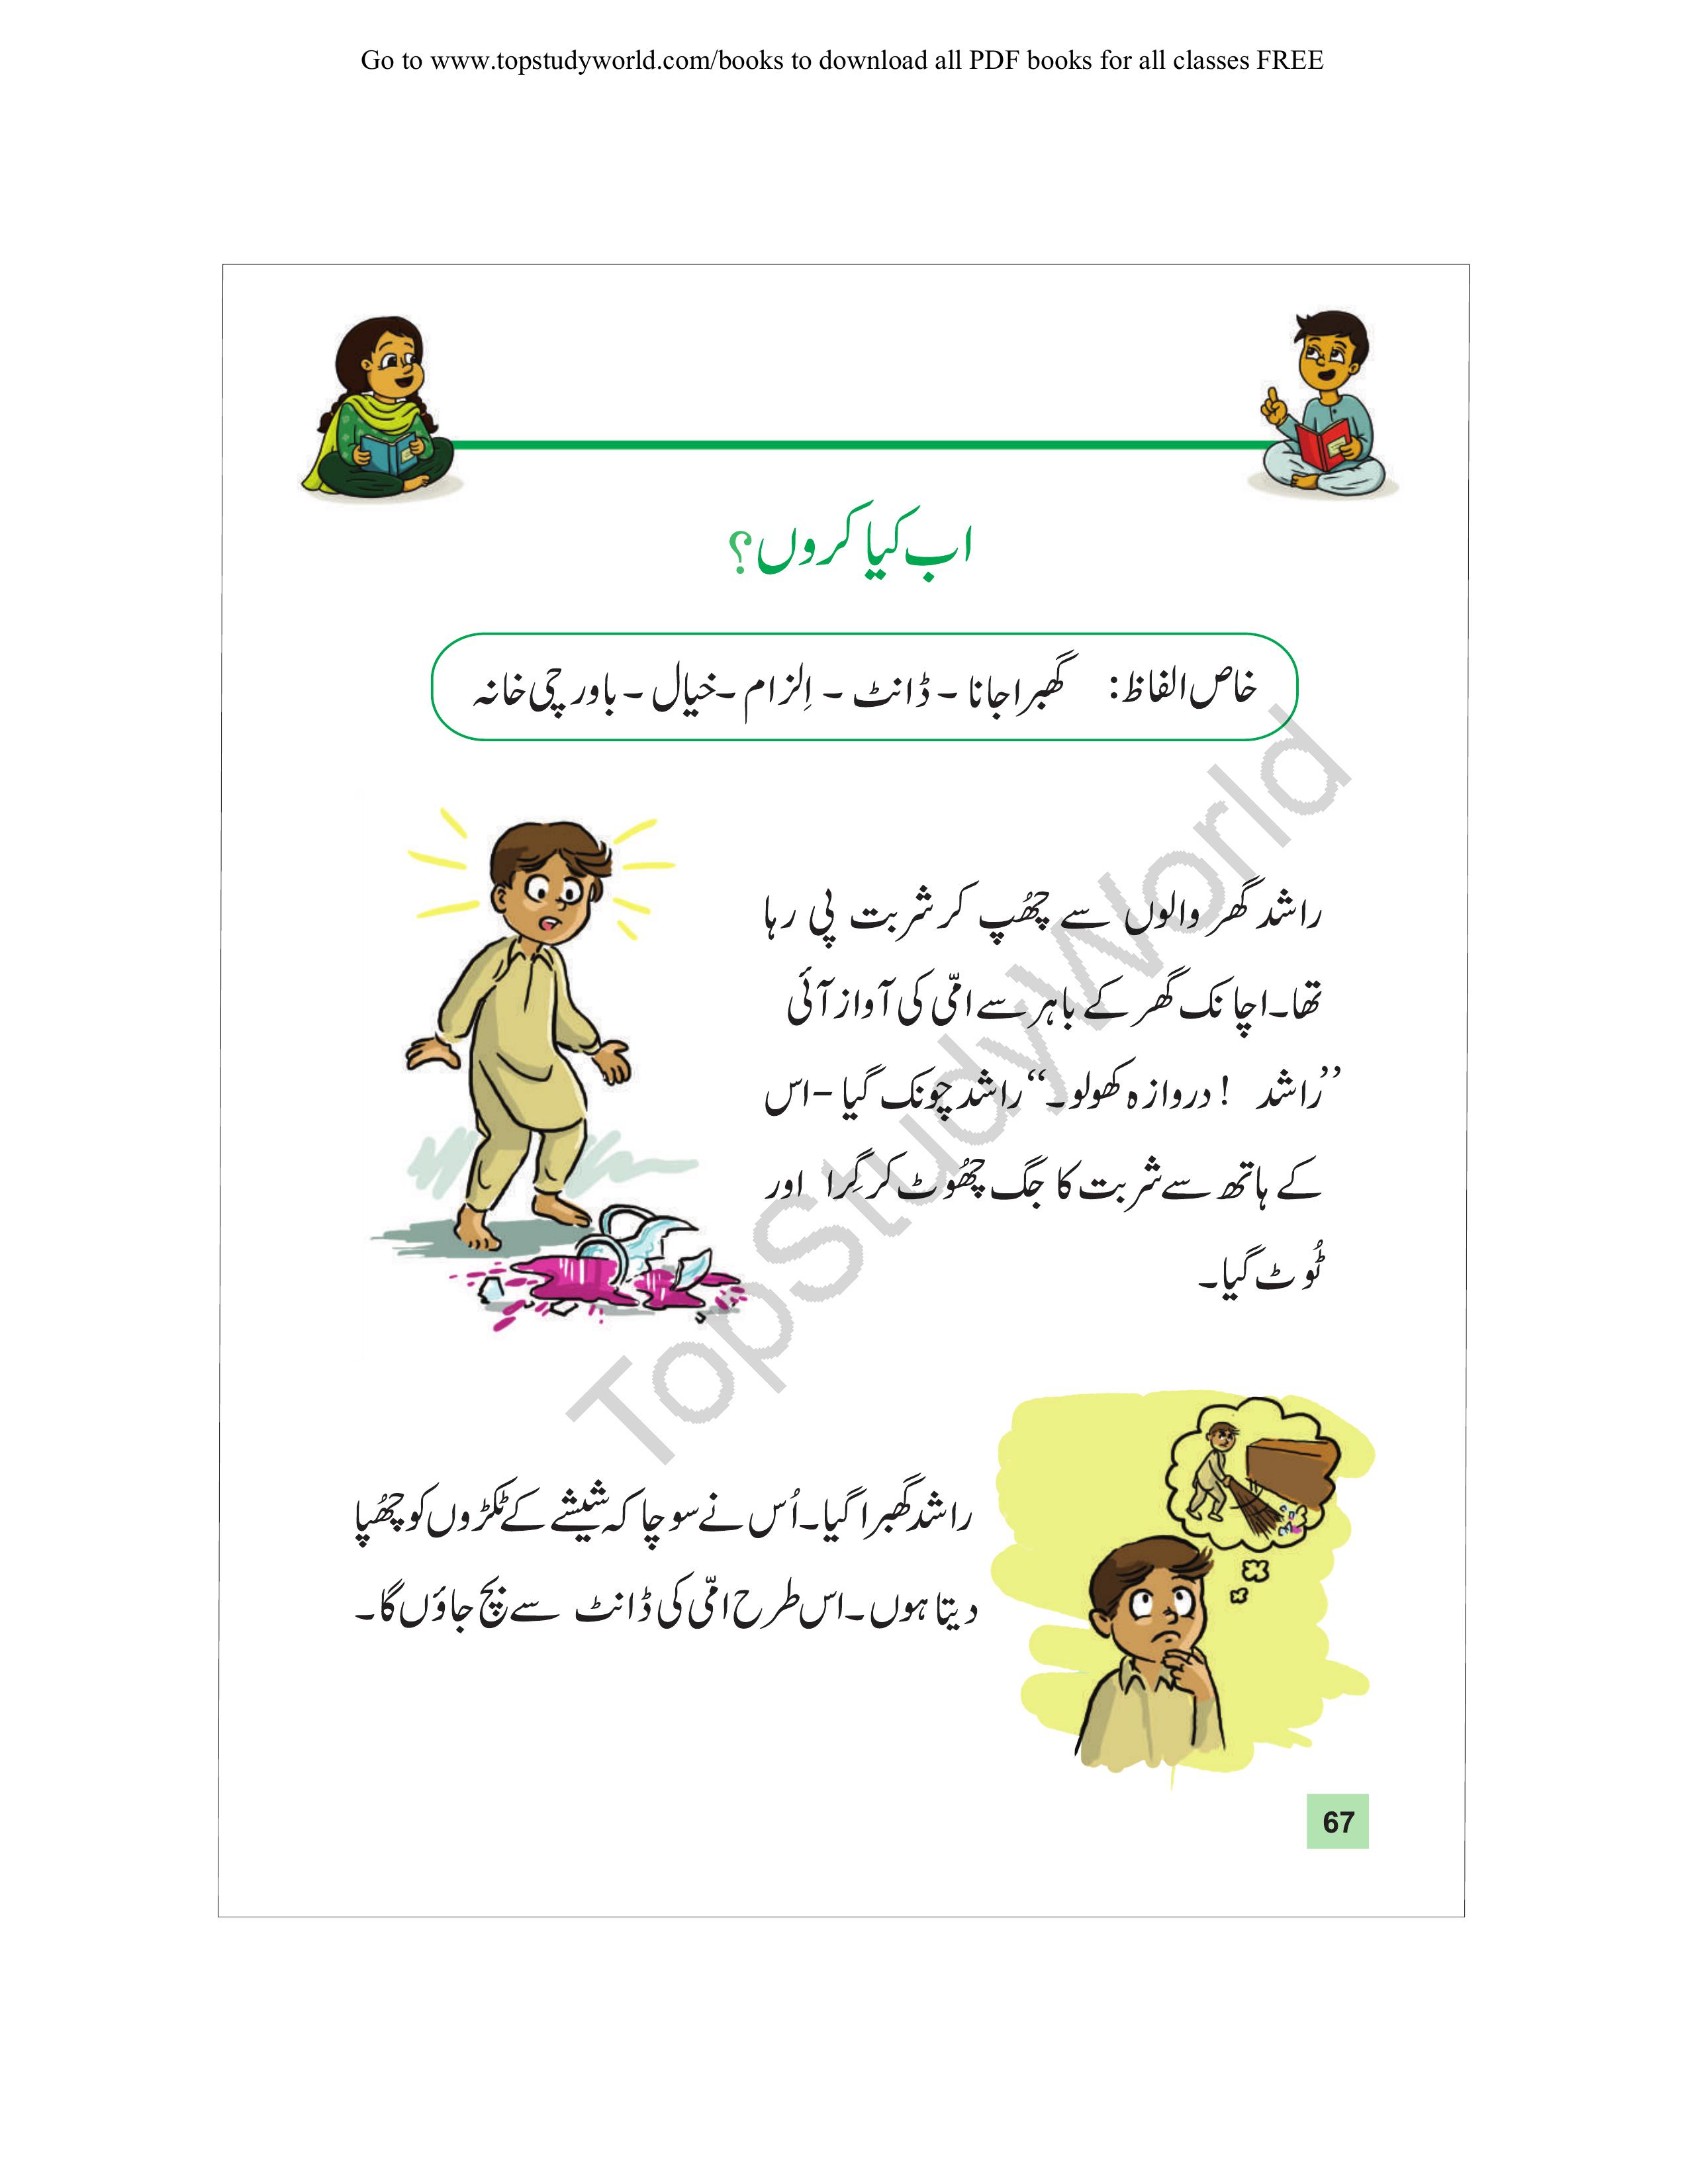 Go to www.topstudyworld.com/books to download all PDF books for all classes FREE
اب کیا کروں؟
خاص الفاظ: گھبرا جانا ۔ ڈانٹ ۔ اِلزام ۔ خیال ۔ باورچی خانہ
راشد گھر والوں سے چھُپ کر شربت پی رہا
تھا۔ اچانک گھر کے باہر سے امّی کی آواز آئی
”راشد ! دروازہ کھولو۔“ راشد چونک گیا – اس
کے ہاتھ سے شربت کا جگ چھُوٹ کر گِرا اور
ٹُوٹ گیا۔
راشد گھبرا گیا۔ اُس نے سوچا کہ شیشے کے ٹکڑوں کو چھُپا
دیتا ہوں۔ اس طرح امّی کی ڈانٹ سے بچ جاؤں گا۔
67
TopStudyWorld